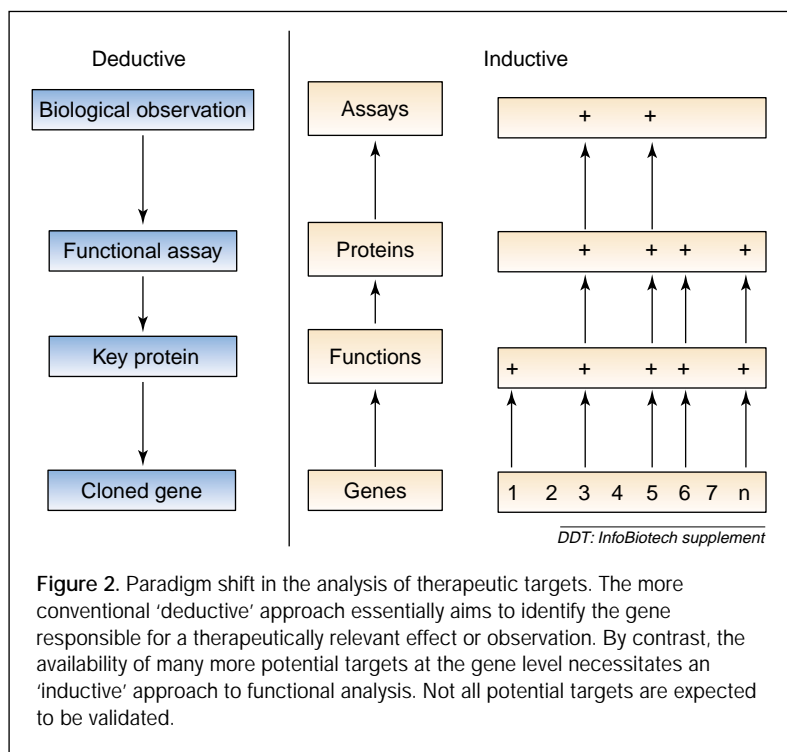 Deductive
Biological observation
Functional assay
Key protein
Cloned gene
Inductive
Assays
Proteins
Functions
Genes
+ +
+ + + +
+ + + + +
1 2 3 4 5 6 7 n
DDT: InfoBiotech supplement
Figure 2. Paradigm shift in the analysis of therapeutic targets. The more
conventional ‘deductive’ approach essentially aims to identify the gene
responsible for a therapeutically relevant effect or observation. By contrast, the
availability of many more potential targets at the gene level necessitates an
‘inductive’ approach to functional analysis. Not all potential targets are expected
to be validated.